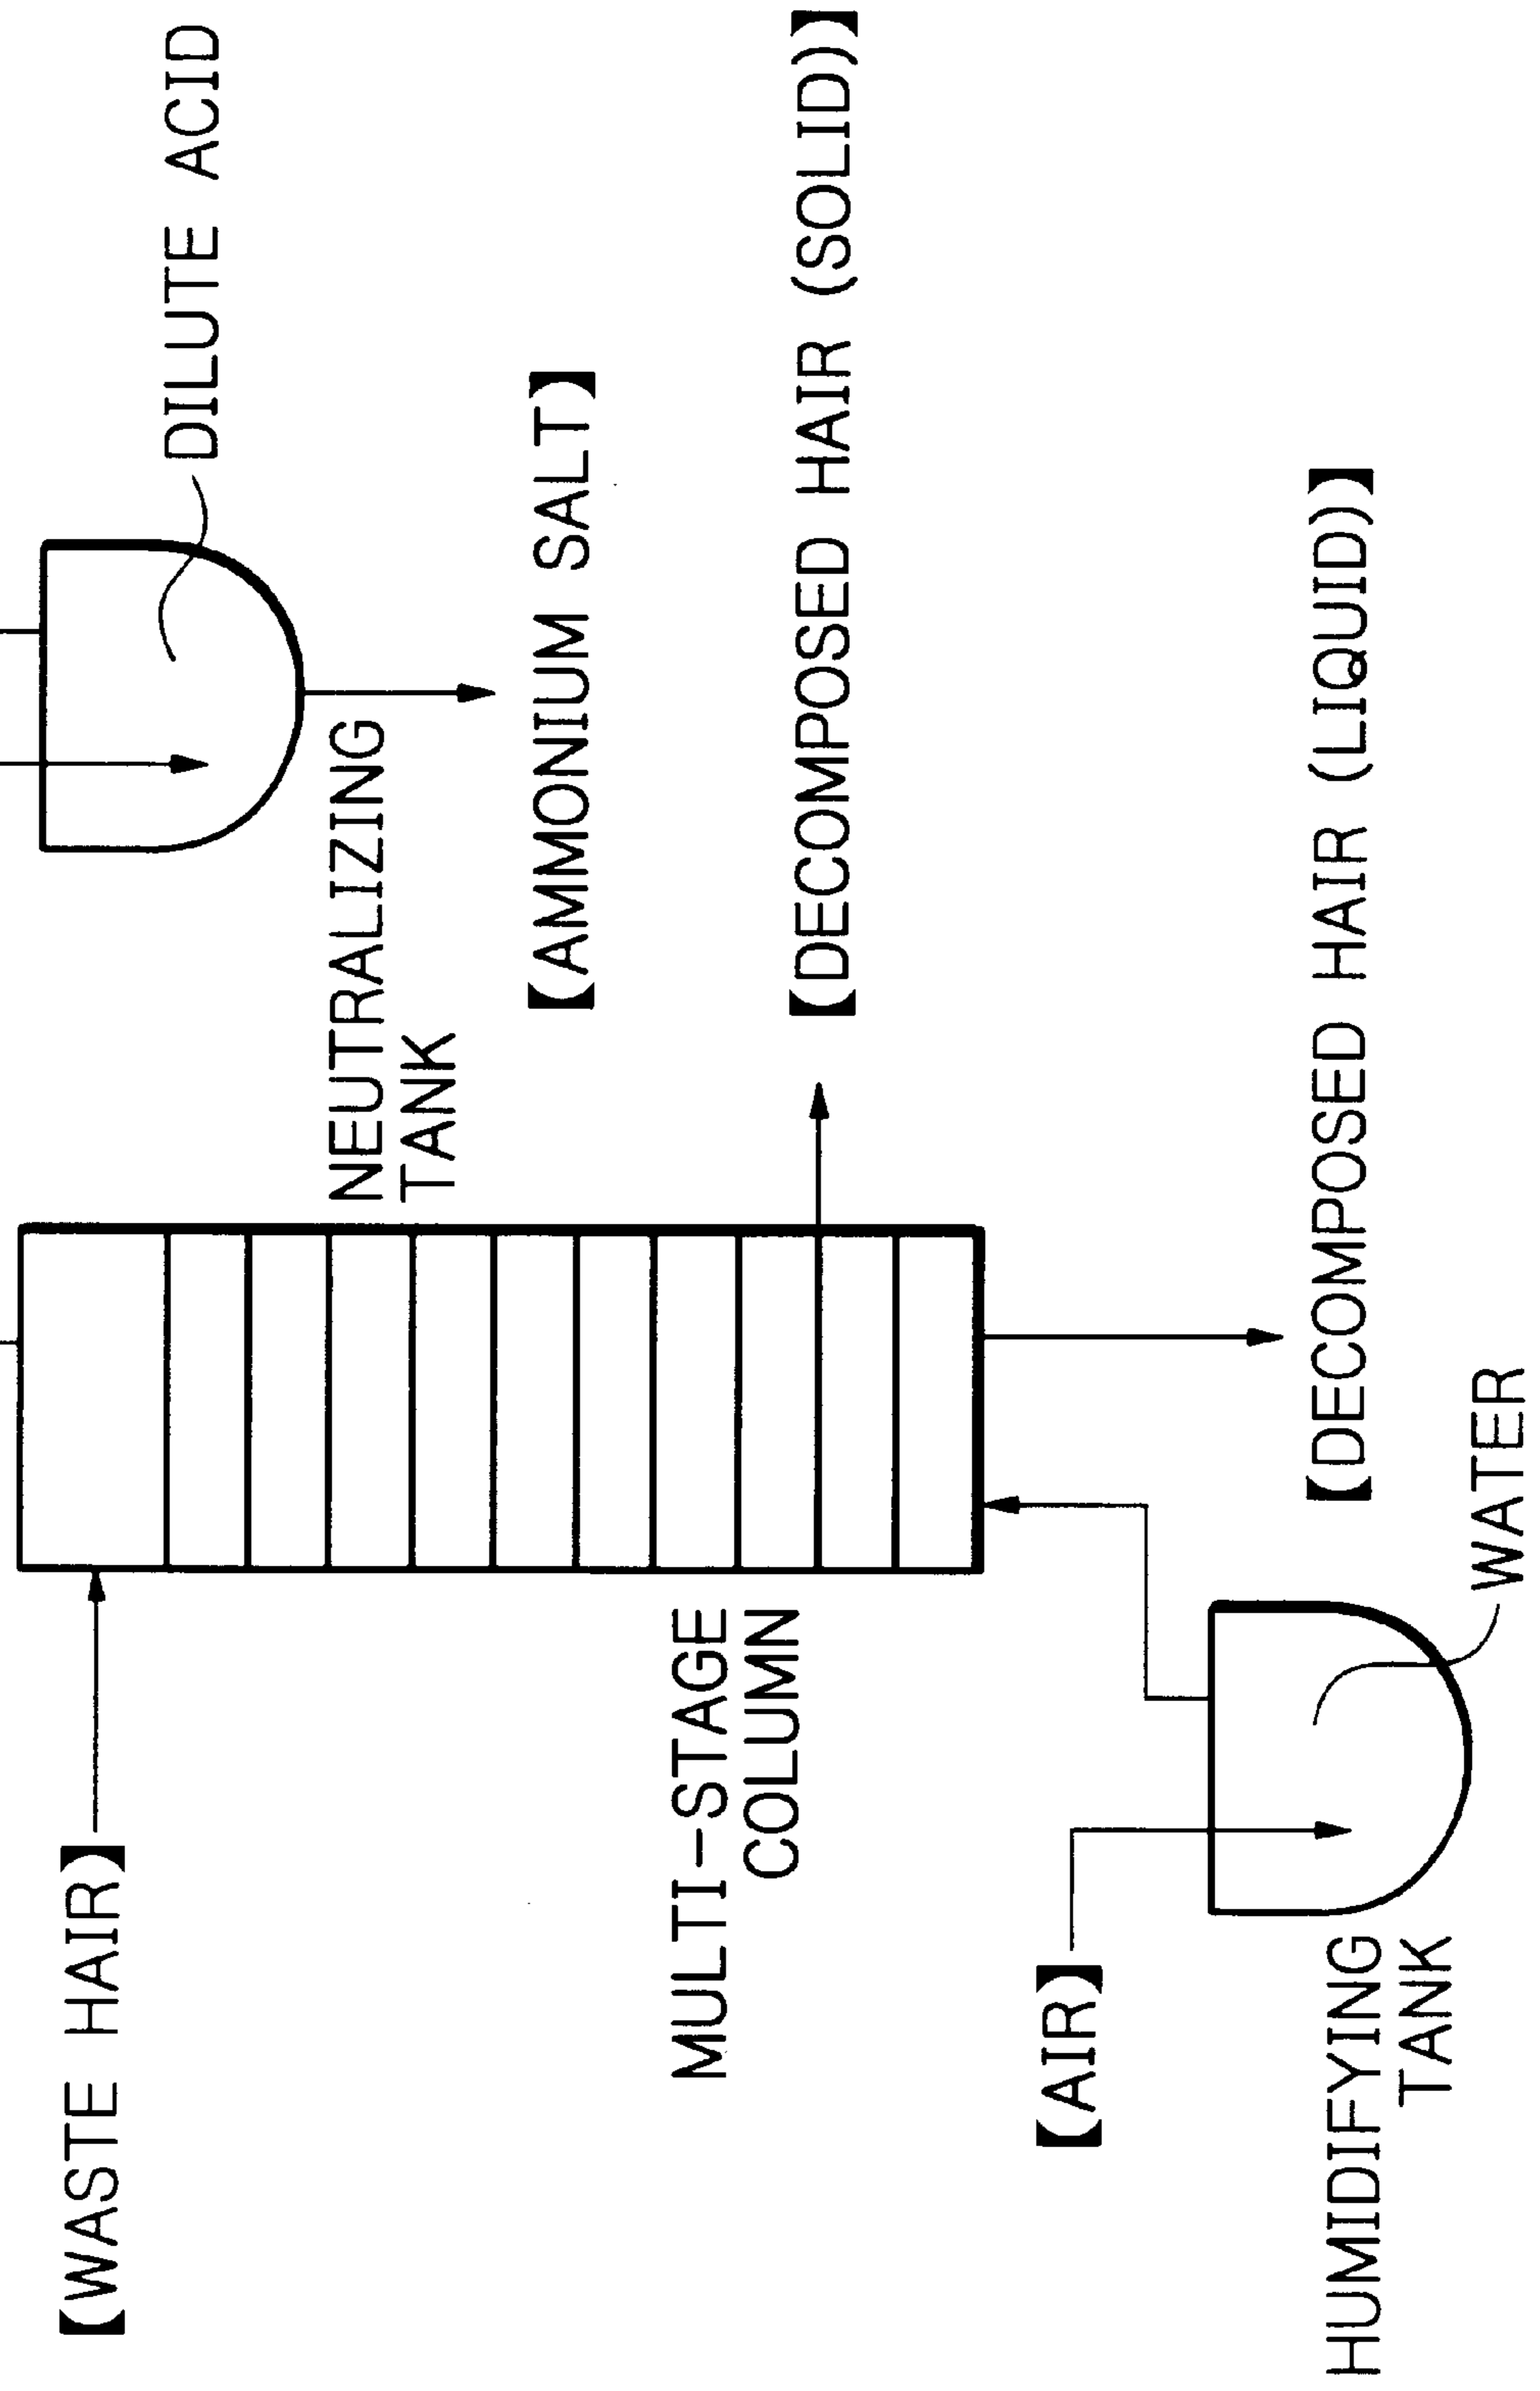 DILUTE ACID
NEUTRALIZING
TANK
【AMMONIUM SALT】
【DECOMPOSED HAIR (SOLID)】
【WASTE HAIR】
MULTI-STAGE
COLUMN
【AIR】
【DECOMPOSED HAIR (LIQUID)】
HUMIDIFYING
TANK
WATER